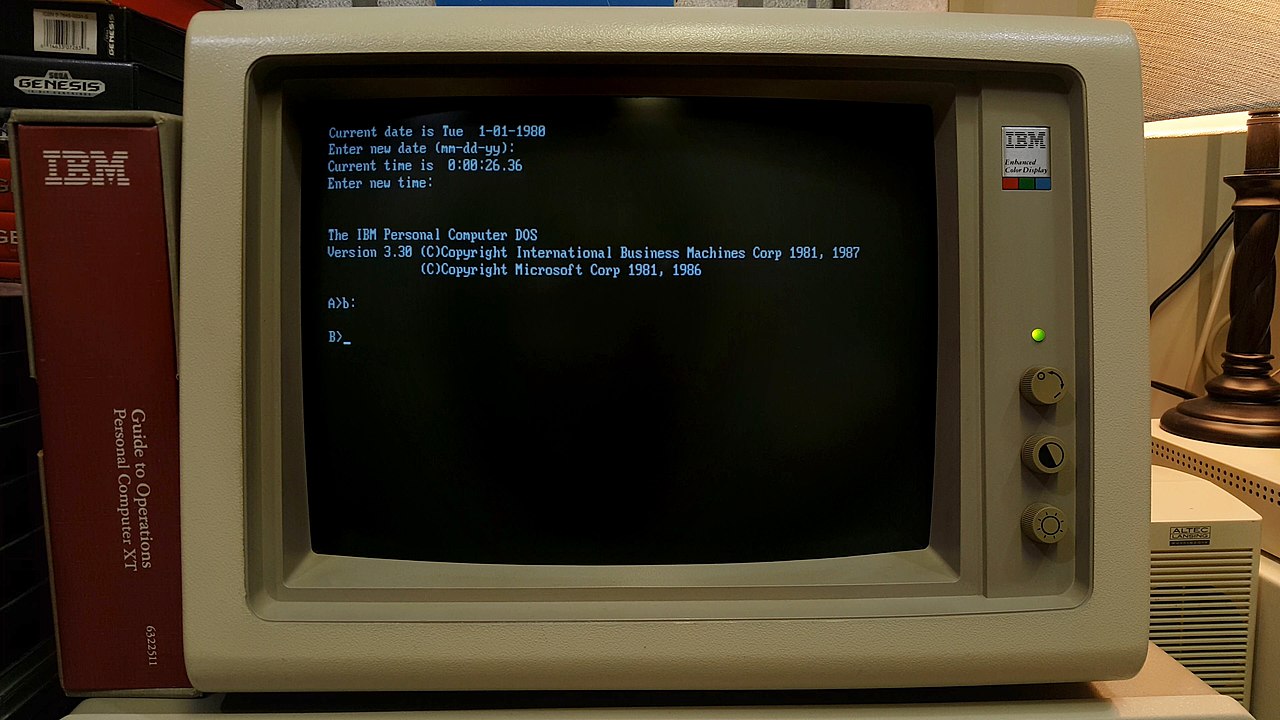 GENESIS
SEGA
GENESIS
IBM
Guide to Operations
Personal Computer XT
6322511
Current date is Tue  1-01-1980
Enter new date (mm-dd-yy):
Current time is  0:00:26.36
Enter new time:
The IBM Personal Computer DOS
Version 3.30 (C)Copyright International Business Machines Corp 1981, 1987
(C)Copyright Microsoft Corp 1981, 1986
A>b:
B>_
IBM
Enhanced
Color Display
ALTEC
LANSING